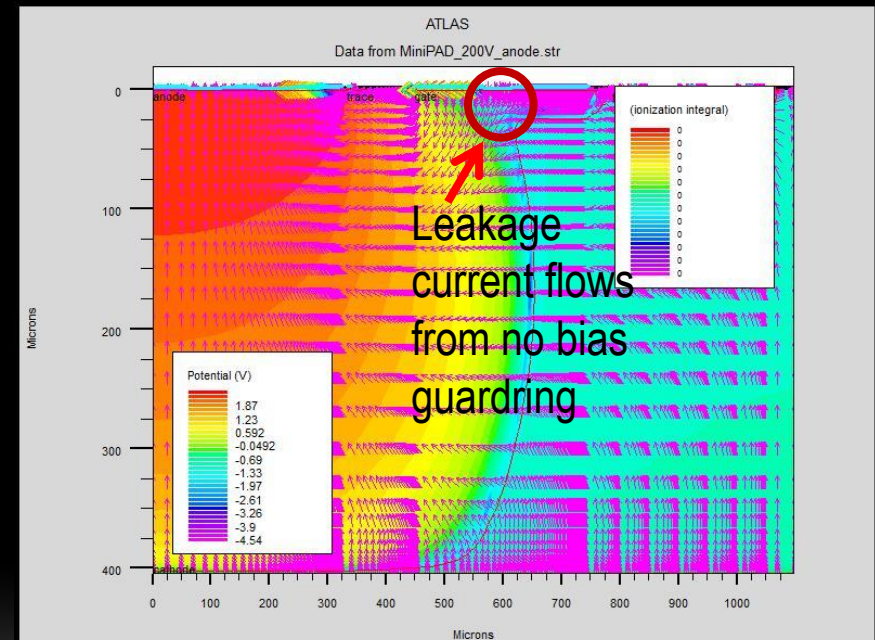 ATLAS
Data from MiniPAD_200V_anode.str
0
100
200
300
400
Microns
anode
trace
gate
cathode
(ionization integral)
0
0
0
0
0
0
0
0
0
0
0
0
Leakage
current flows
from no bias
guardring
Potential (V)
1.87
1.23
0.592
-0.0492
-0.69
-1.33
-1.97
-2.61
-3.26
-3.9
-4.54
0
100
200
300
400
500
600
700
800
900
1000
Microns